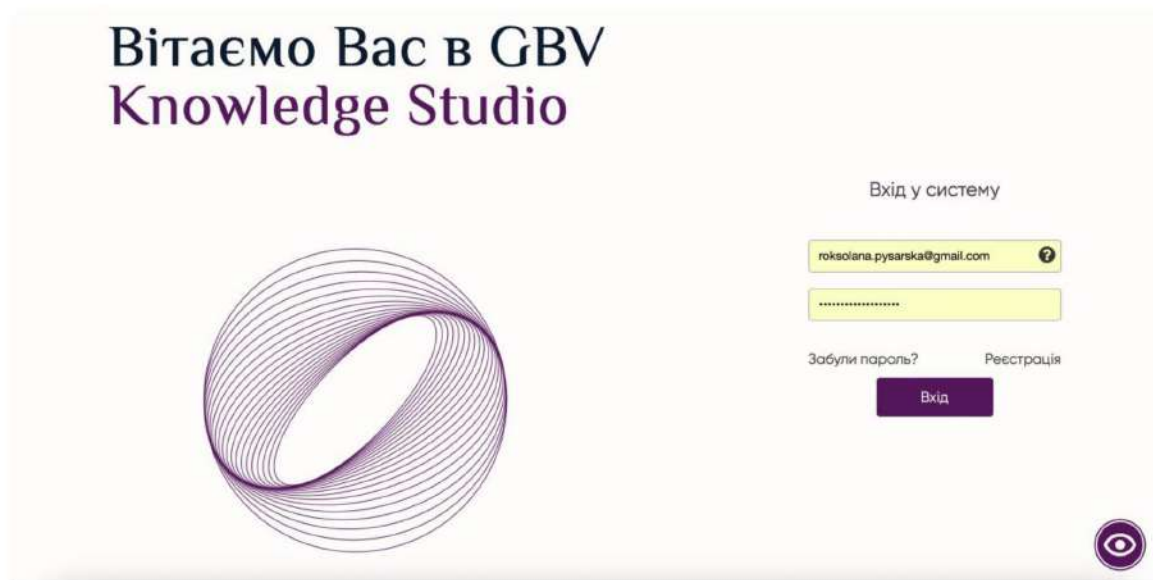 Вітаємо Вас в GBV
Knowledge Studio
Вхід у систему
roksolana.pysarska@gmail.com
Забули пароль? Реєстрація
Вхід